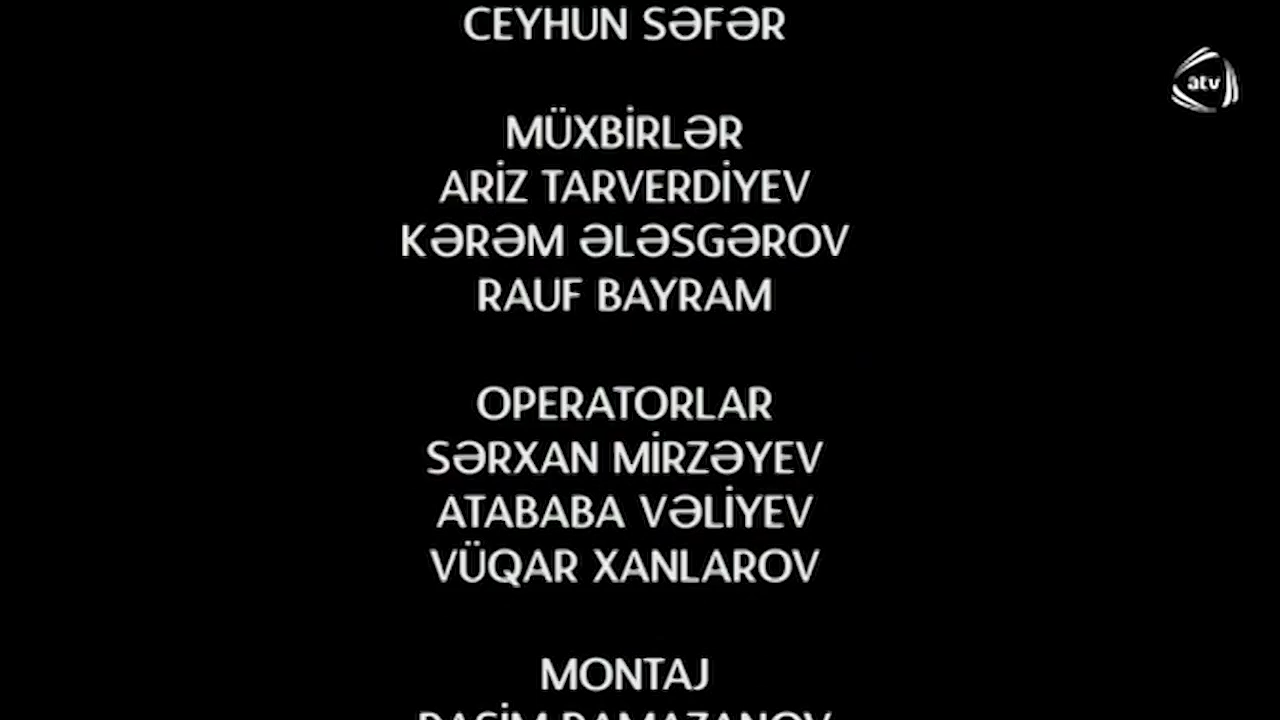 CEYHUN SƏFƏR
atv
MÜXBİRLƏR
ARİZ TARVERDİYEV
KƏRƏM ƏLƏSGƏROV
RAUF BAYRAM
OPERATORLAR
SƏRXAN MİRZƏYEV
ATABABA VƏLİYEV
VÜQAR XANLAROV
MONTAJ